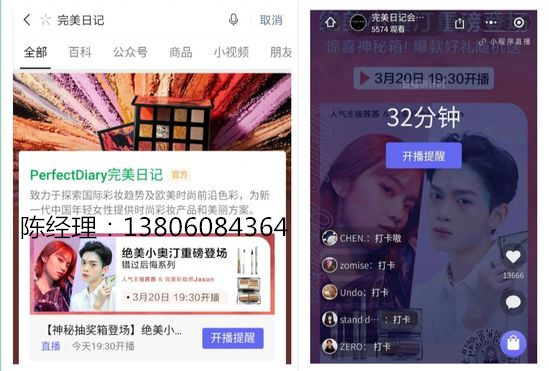 完美日记
取消
全部
百科
公众号
商品
小视频
朋友
PerfectDiary完美日记
官方
致力于探索国际彩妆趋势及欧美时尚前沿色彩，为新
一代中国年轻女性提供时尚彩妆产品和美丽方案。
陈经理：13806084364
绝美小奥汀重磅登场
错过后悔系列
人气主播苏苏 & 完美彩妆师Jason
3月20日 19:30开播
【神秘抽奖箱登场】绝美小...
直播 今天19:30开播
开播提醒
完美日记会...
5574 观看
小程序直播
惊喜神秘箱! 爆款好礼随机送
3月20日 19:30开播
32分钟
人气主播苏苏 &
开播提醒
CHEN.：打卡嗷
zomise：打卡
Undo：打卡
stand d···：打卡
ZERO：打卡
13666